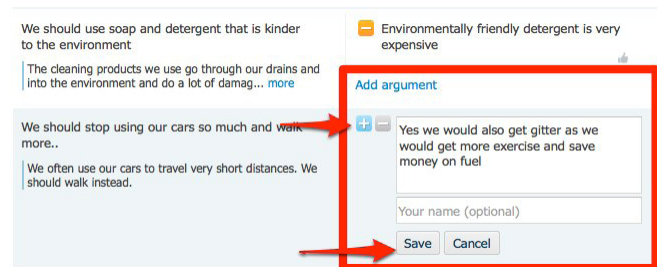 We should use soap and detergent that is kinder
to the environment
The cleaning products we use go through our drains and
into the environment and do a lot of damag... more
Environmentally friendly detergent is very
expensive
Add argument
We should stop using our cars so much and walk
more..
We often use our cars to travel very short distances. We
should walk instead.
Yes we would also get gitter as we
would get more exercise and save
money on fuel
Your name (optional)
Save Cancel